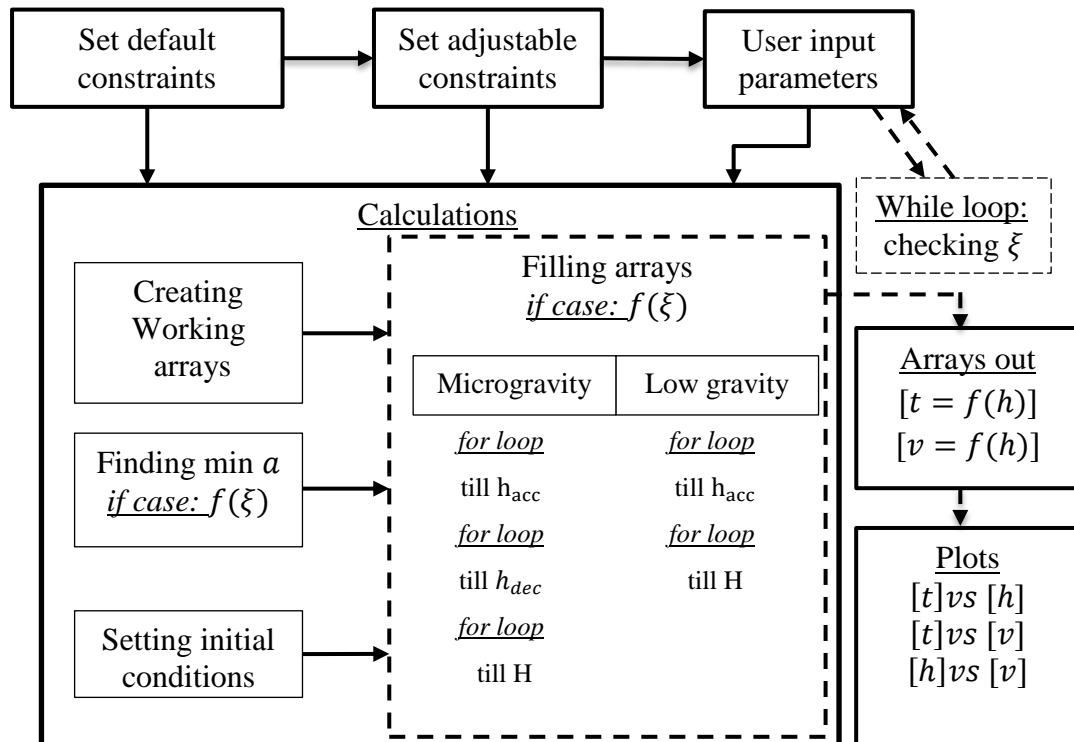 Set default
constraints
Set adjustable
constraints
User input
parameters
While loop:
checking ξ
Calculations
Creating
Working
arrays
Finding min a
if case: f(ξ)
Setting initial
conditions
Filling arrays
if case: f(ξ)
Microgravity
for loop
till h_acc
for loop
till h_dec
for loop
till H
Low gravity
for loop
till h_acc
for loop
till H
Arrays out
[t = f(h)]
[v = f(h)]
Plots
[t]vs [h]
[t]vs [v]
[h]vs [v]